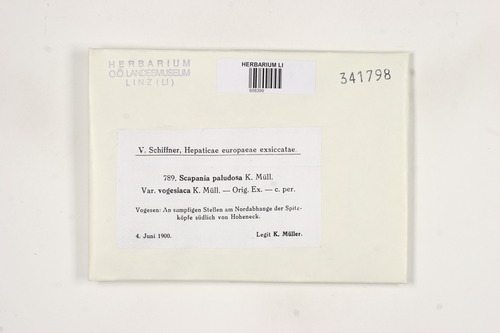 HERBARIUM
O.Ö. LANDESMUSEUM
LINZ (LI)
HERBARIUM LI
341798
V. Schiffner, Hepaticae europaeae exsiccatae.
789. Scapania paludosa K. Müll.
Var. vogesiaca K. Müll. — Orig. Ex. — c. per.
Vogesen: An sumpfigen Stellen am Nordabhange der Spitz-
köpfe südlich von Hoheneck.
4. Juni 1900.
Legit K. Müller.